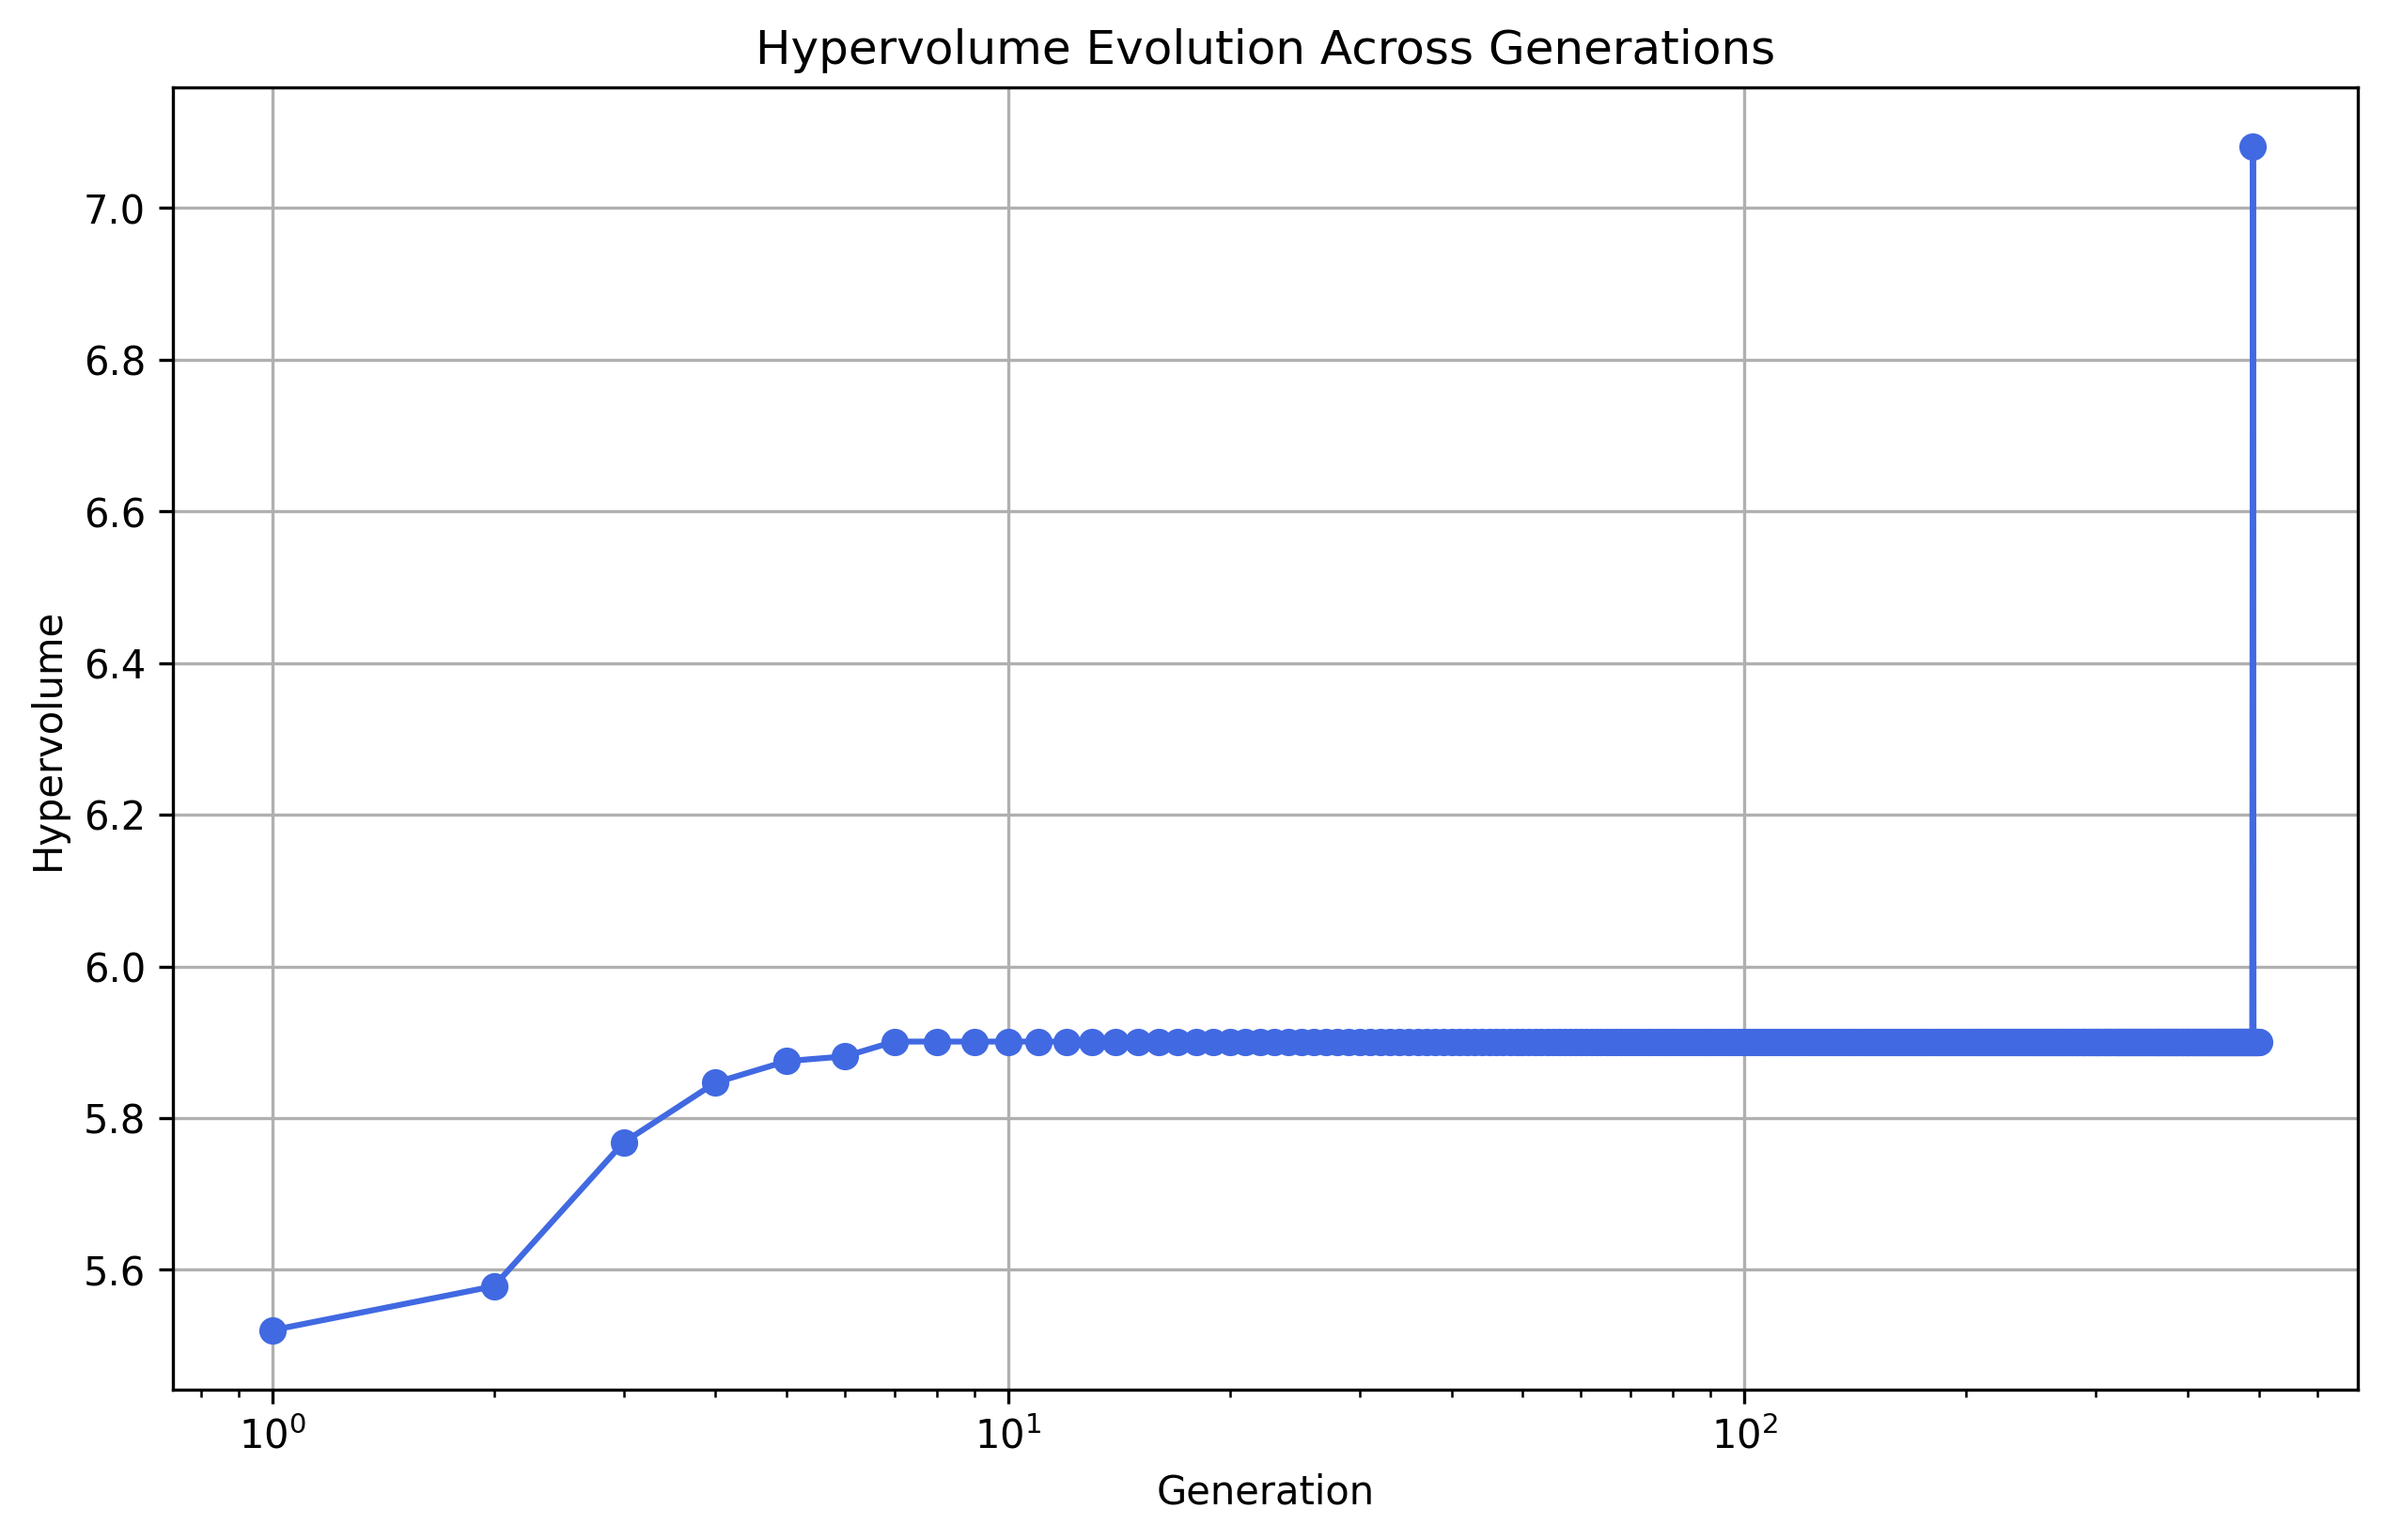 Hypervolume Evolution Across Generations
Hypervolume
7.0
6.8
6.6
6.4
6.2
6.0
5.8
5.6
10⁰ 10¹ 10²
Generation